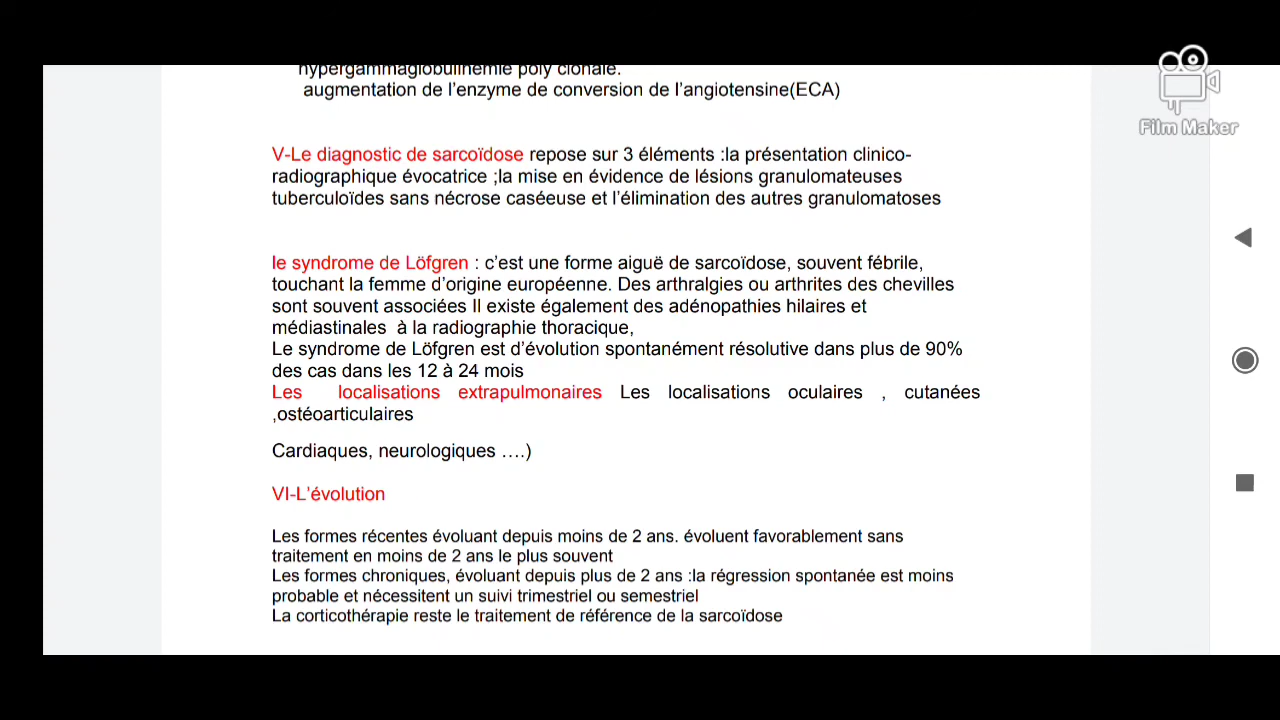 hypergammaglobulinémie poly clonale.
augmentation de l'enzyme de conversion de l'angiotensine(ECA)
Film Maker
V-Le diagnostic de sarcoïdose repose sur 3 éléments :la présentation clinico-
radiographique évocatrice ;la mise en évidence de lésions granulomateuses
tuberculoïdes sans nécrose caséeuse et l'élimination des autres granulomatoses
le syndrome de Löfgren : c'est une forme aiguë de sarcoïdose, souvent fébrile,
touchant la femme d'origine européenne. Des arthralgies ou arthrites des chevilles
sont souvent associées Il existe également des adénopathies hilaires et
médiastinales à la radiographie thoracique,
Le syndrome de Löfgren est d'évolution spontanément résolutive dans plus de 90%
des cas dans les 12 à 24 mois
Les localisations extrapulmonaires Les localisations oculaires , cutanées
,ostéoarticulaires
Cardiaques, neurologiques ….)
VI-L'évolution
Les formes récentes évoluant depuis moins de 2 ans. évoluent favorablement sans
traitement en moins de 2 ans le plus souvent
Les formes chroniques, évoluant depuis plus de 2 ans :la régression spontanée est moins
probable et nécessitent un suivi trimestriel ou semestriel
La corticothérapie reste le traitement de référence de la sarcoïdose